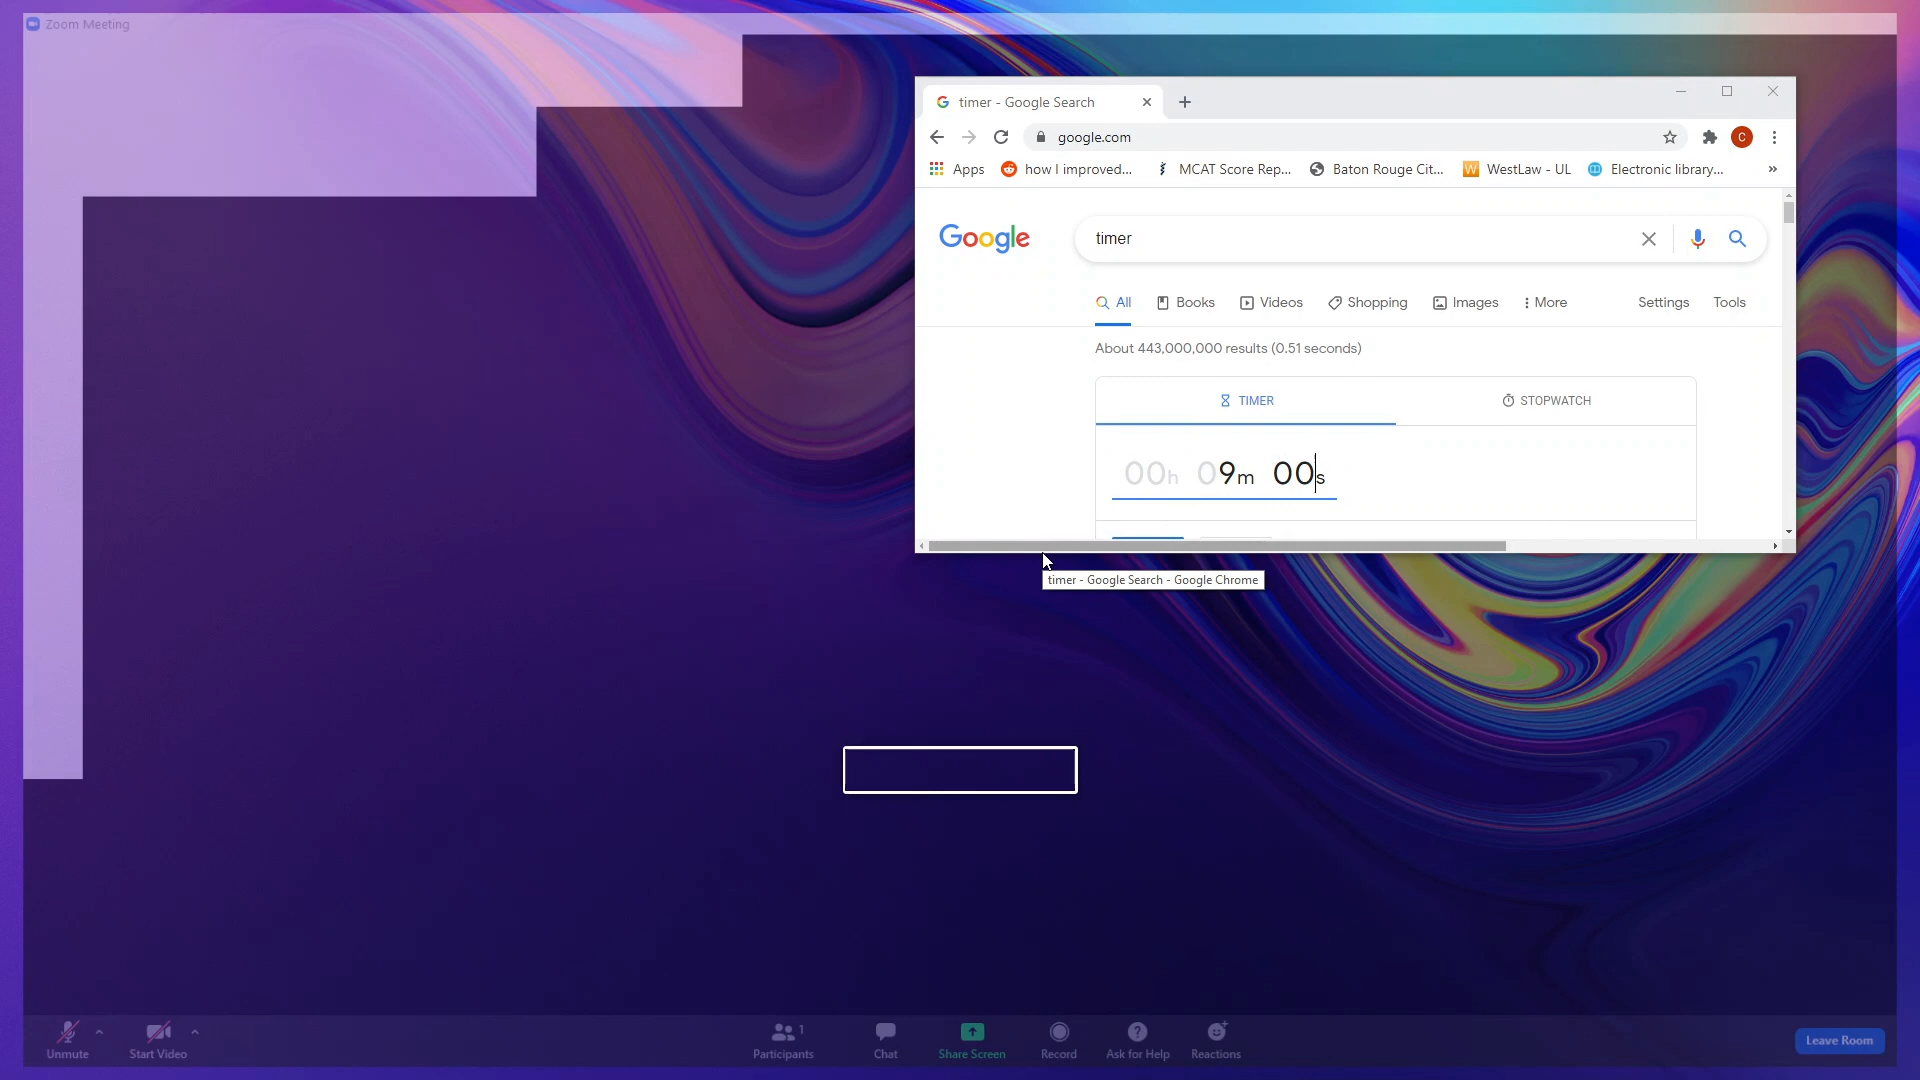 Zoom Meeting
timer - Google Search
google.com
Apps how I improved... MCAT Score Rep... Baton Rouge Cit... WestLaw - UL Electronic library... »
Google timer
All Books Videos Shopping Images More Settings Tools
About 443,000,000 results (0.51 seconds)
TIMER STOPWATCH
00h 09m 00s
timer - Google Search - Google Chrome
1
Unmute Start Video Participants Chat Share Screen Record Ask for Help Reactions Leave Room